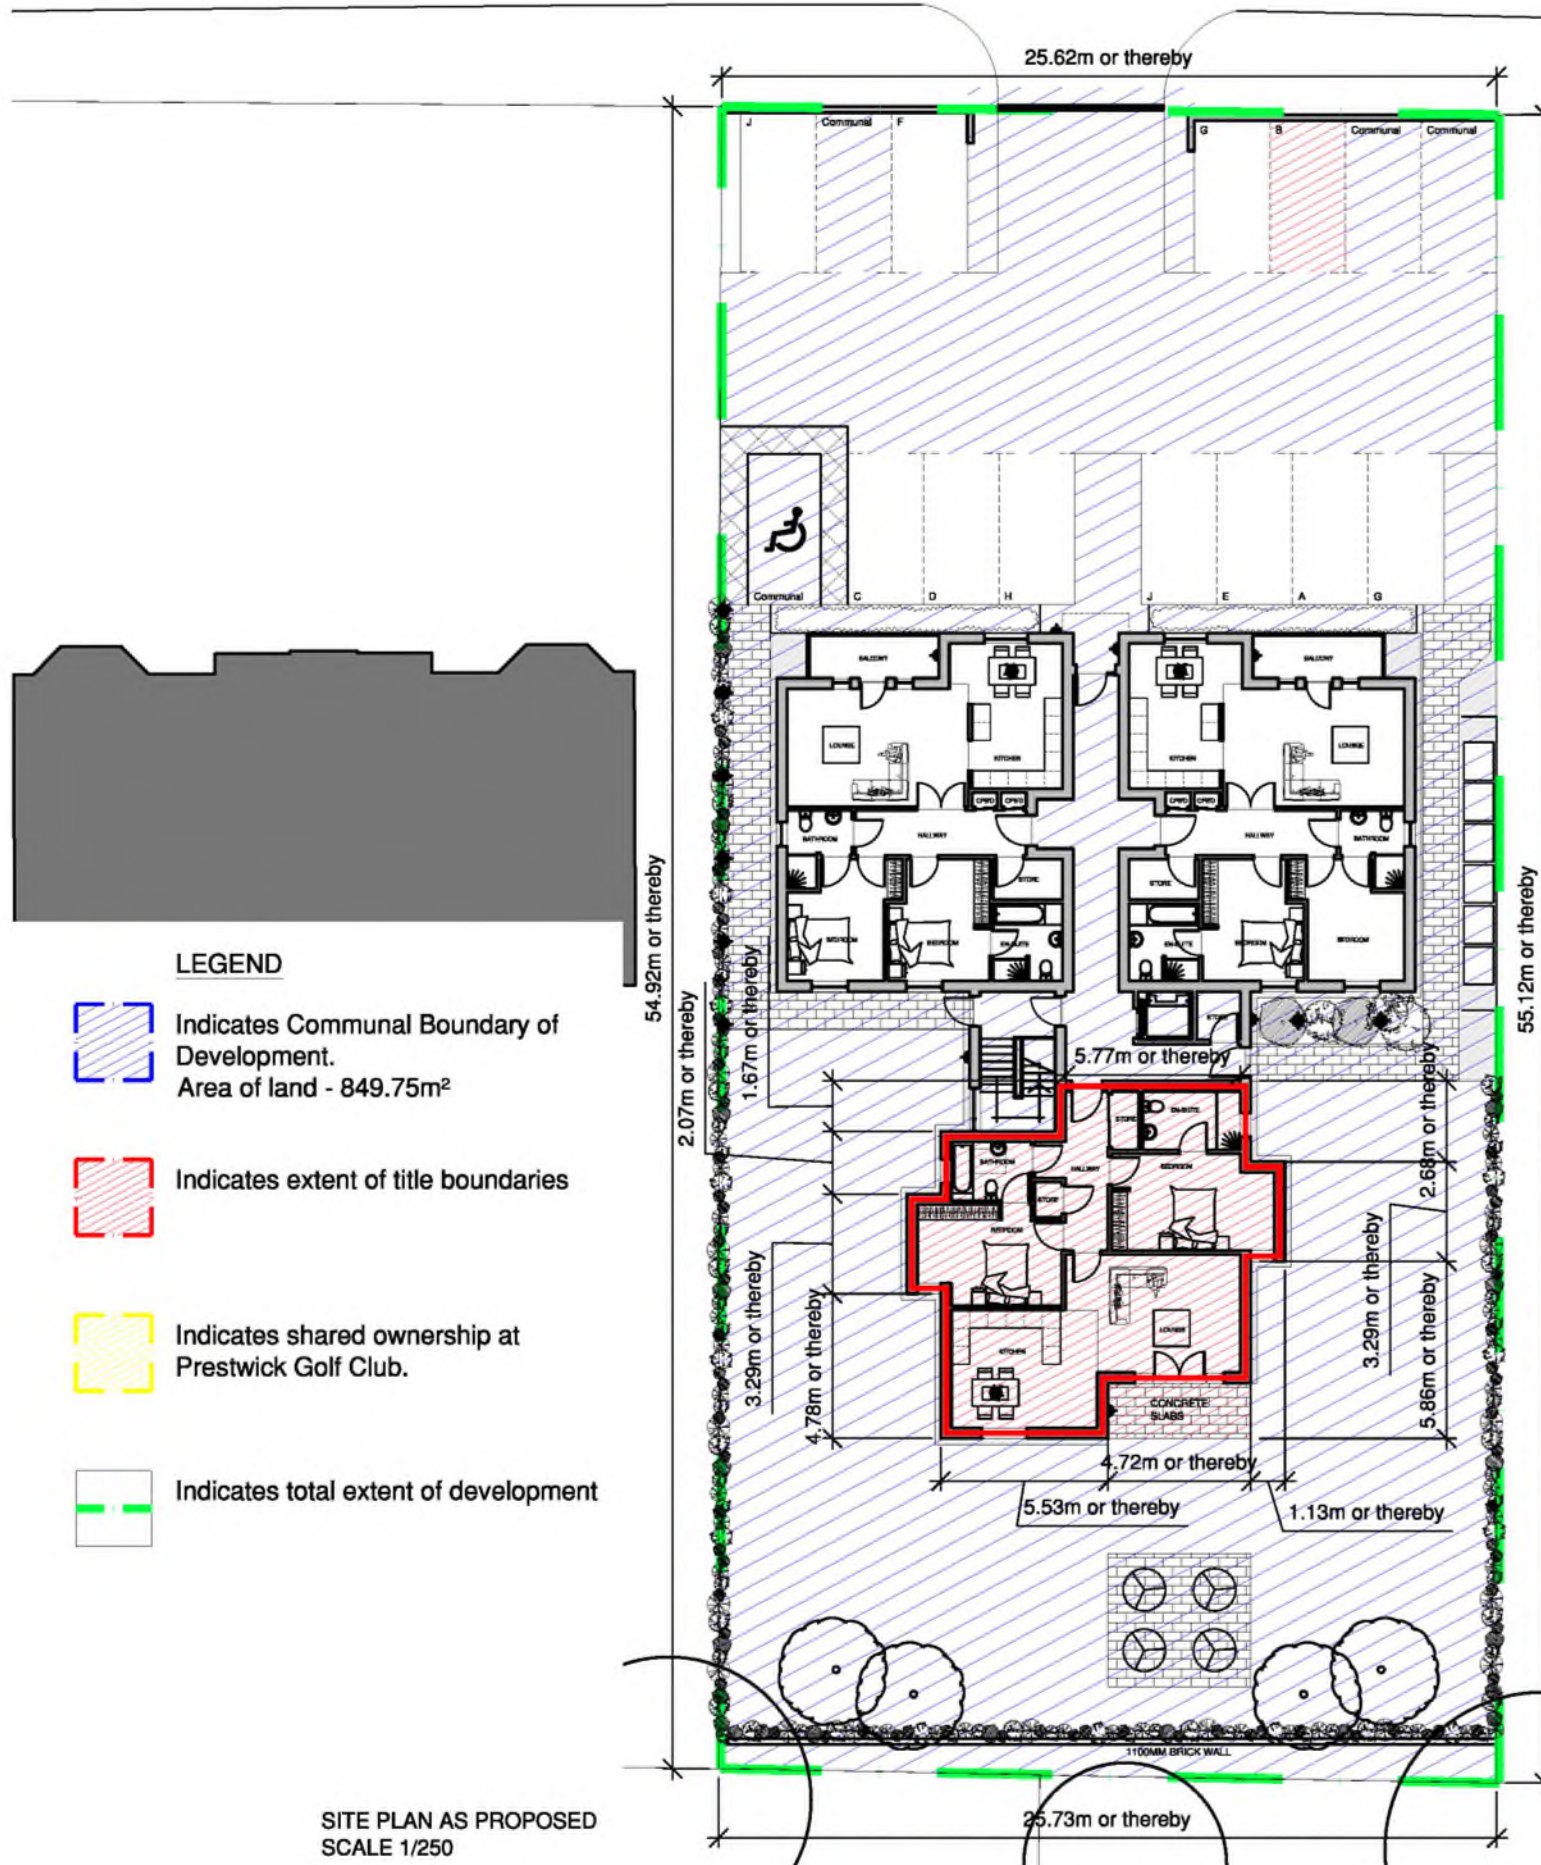 25.62m or thereby
J
Communal
F
G
B
Communal
Communal
Communal
C
D
H
J
E
A
G
BALCONY
BALCONY
LOUNGE
KITCHEN
KITCHEN
LOUNGE
CP'B'D
CP'B'D
CP'B'D
CP'B'D
BATHROOM
HALLWAY
HALLWAY
BATHROOM
STORE
STORE
BEDROOM
BEDROOM
EN-SUITE
EN-SUITE
BEDROOM
BEDROOM
STORE
54.92m or thereby
55.12m or thereby
2.07m or thereby
1.67m or thereby
5.77m or thereby
2.68m or thereby
STORE
EN-SUITE
BATHROOM
HALLWAY
BEDROOM
STORE
BEDROOM
KITCHEN
LOUNGE
3.29m or thereby
4.78m or thereby
3.29m or thereby
5.86m or thereby
CONCRETE
SLABS
4.72m or thereby
5.53m or thereby
1.13m or thereby
1100MM BRICK WALL
25.73m or thereby
LEGEND
Indicates Communal Boundary of
Development.
Area of land - 849.75m²
Indicates extent of title boundaries
Indicates shared ownership at
Prestwick Golf Club.
Indicates total extent of development
SITE PLAN AS PROPOSED
SCALE 1/250